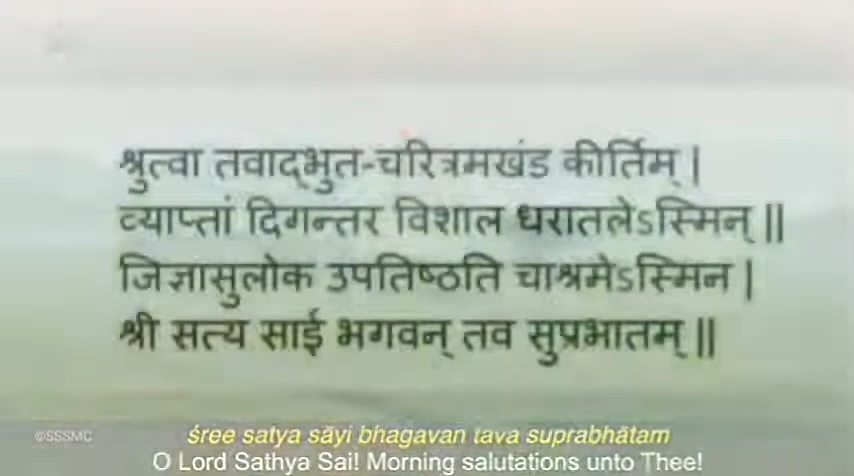 श्रुत्वा तवाद्भुत-चरित्रमखंड कीर्तिम् |
व्याप्तां दिगन्तर विशाल धरातलेऽस्मिन् ||
जिज्ञासुलोक उपतिष्ठति चाश्रमेऽस्मिन |
श्री सत्य साई भगवन् तव सुप्रभातम् ||
©SSSMC
śree satya sāyi bhagavan tava suprabhātam
O Lord Sathya Sai! Morning salutations unto Thee!